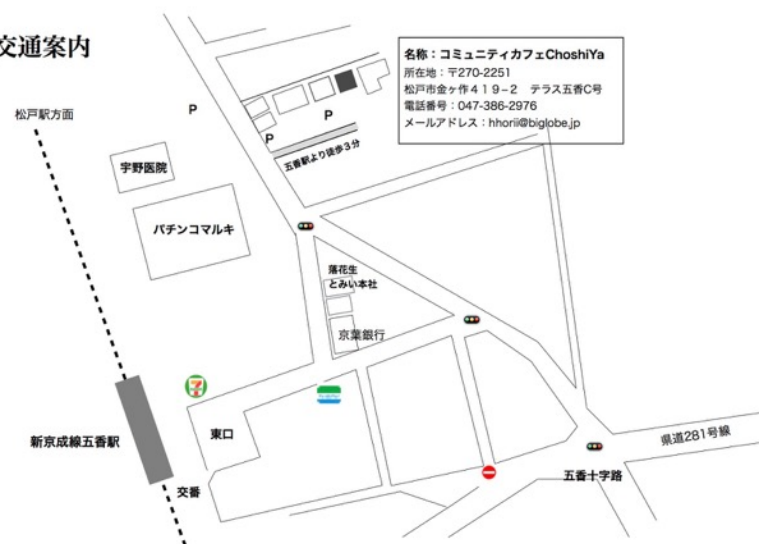 交通案内
名称：コミュニティカフェChoshiYa
所在地：〒270-2251
松戸市金ヶ作４１９−２　テラス五香C号
電話番号：047-386-2976
メールアドレス：hhorii@biglobe.jp
松戸駅方面
P
P
P
五香駅より徒歩３分
宇野医院
パチンコマルキ
落花生
とみい本社
京葉銀行
7
東口
新京成線五香駅
交番
県道281号線
五香十字路